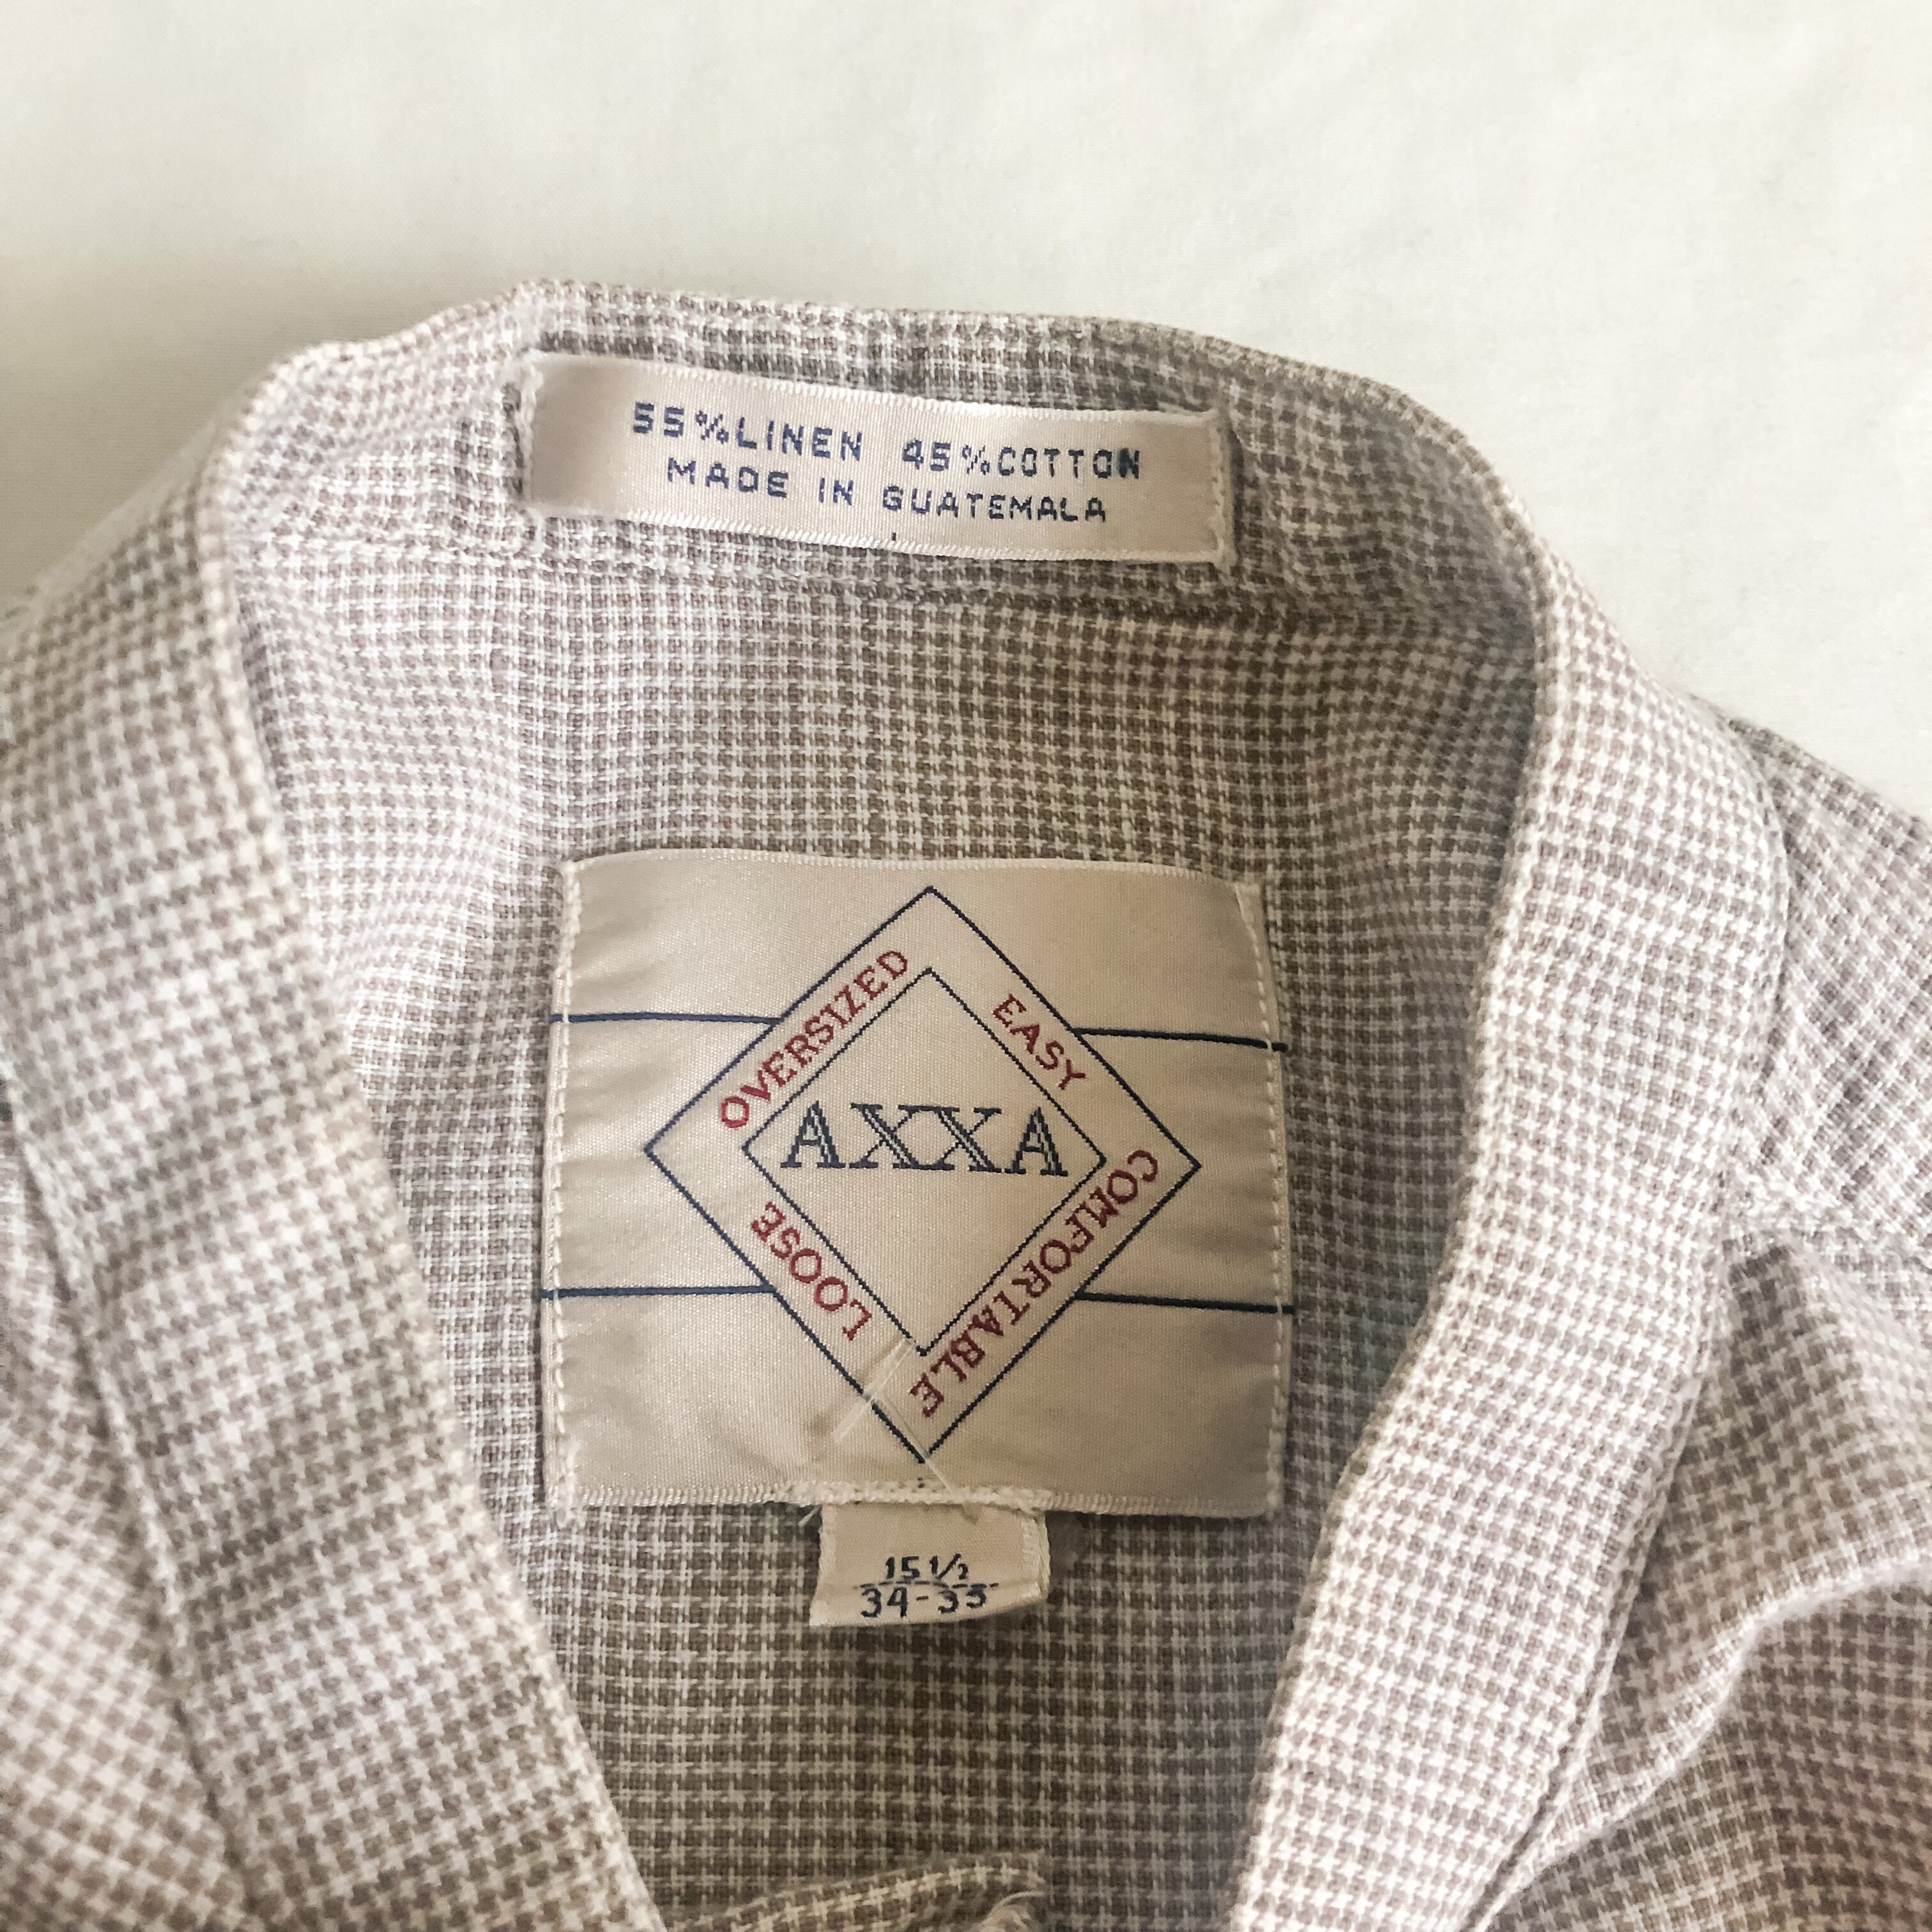 55%LINEN 45%COTTON
MADE IN GUATEMALA
OVERSIZED
EASY
AXXA
COMFORTABLE
LOOSE
15 1/2
34-35